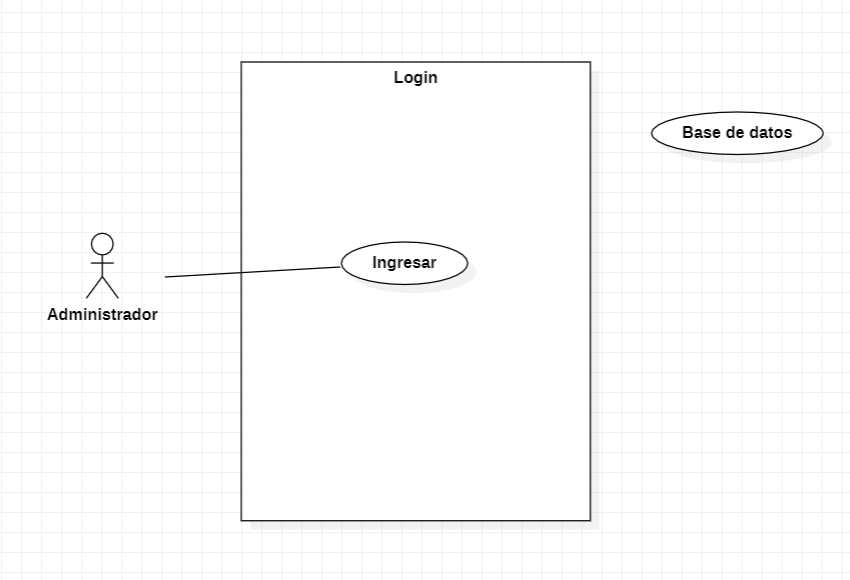 Login
Base de datos
Ingresar
Administrador